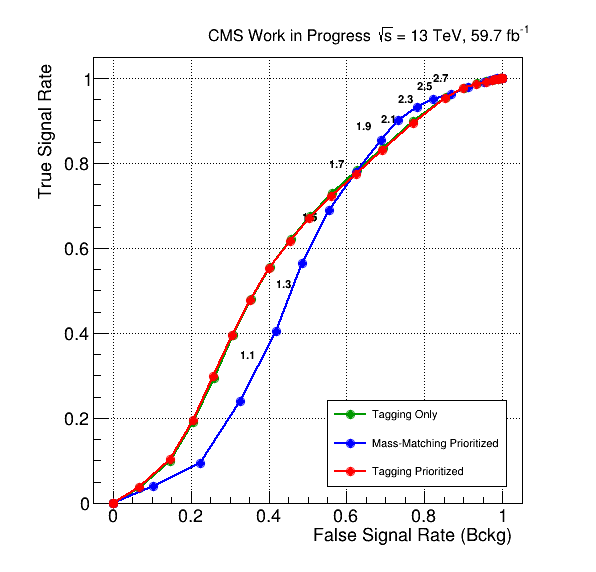 CMS Work in Progress √s = 13 TeV, 59.7 fb⁻¹
True Signal Rate
1
0.8
0.6
0.4
0.2
0
2.7
2.5
2.3
2.1
1.9
1.7
1.5
1.3
1.1
Tagging Only
Mass-Matching Prioritized
Tagging Prioritized
0 0.2 0.4 0.6 0.8 1
False Signal Rate (Bckg)